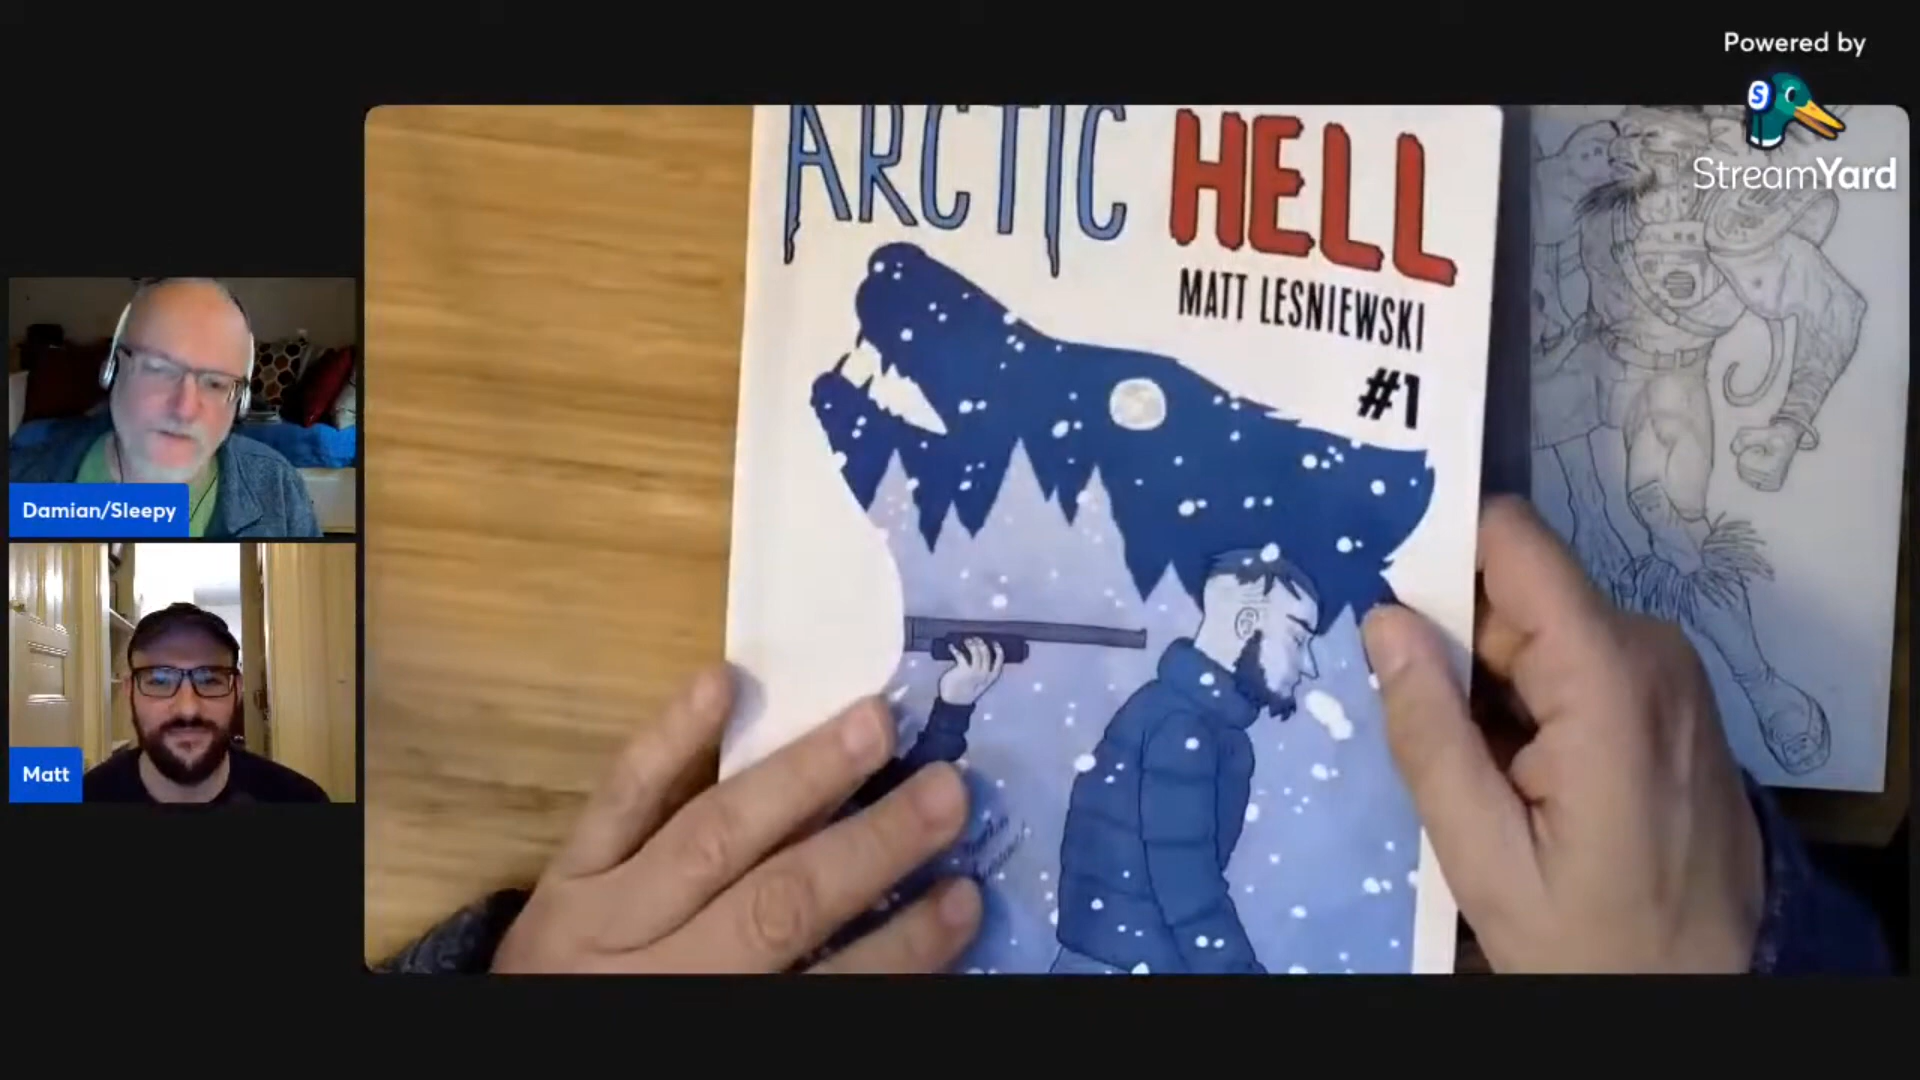 Powered by
StreamYard
ARCTIC HELL
MATT LESNIEWSKI
#1
Damian/Sleepy
Matt